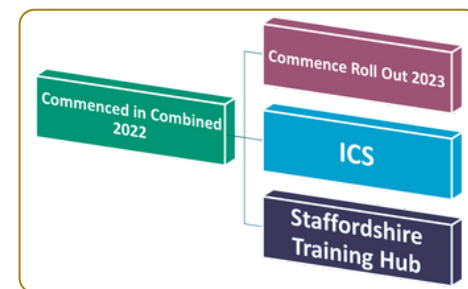 Commenced in Combined
2022
Commence Roll Out 2023
ICS
Staffordshire
Training Hub